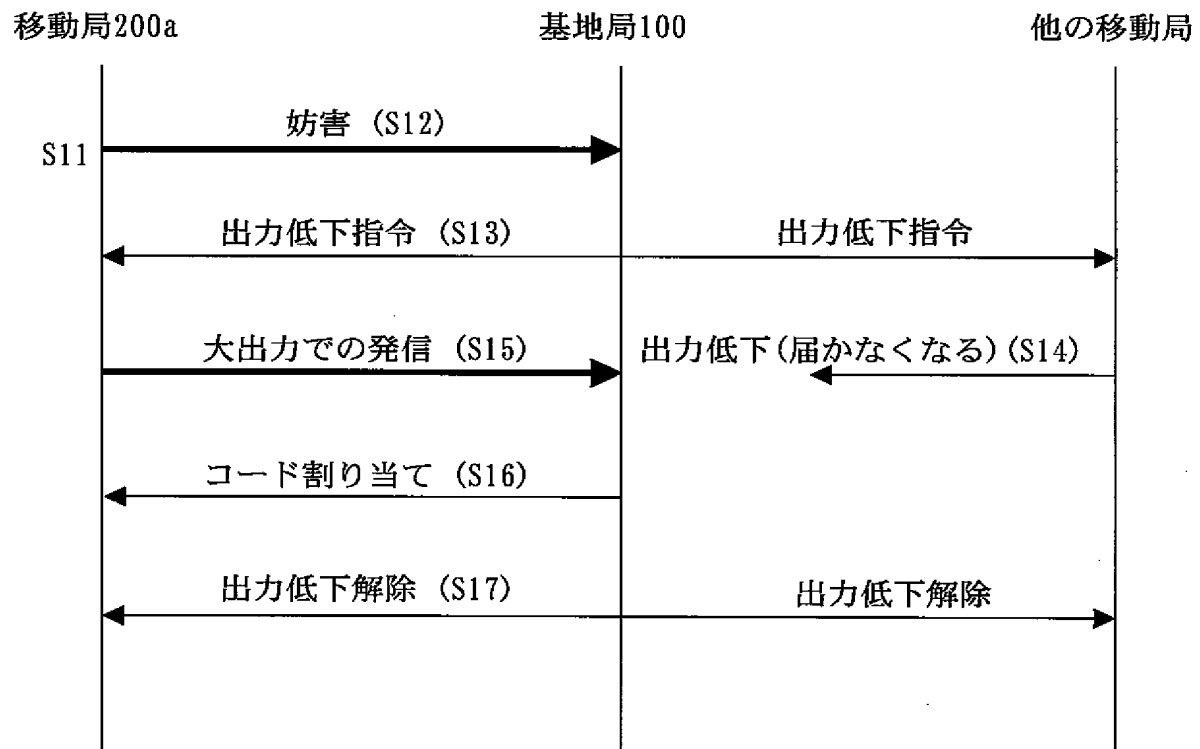 移動局200a
基地局100
他の移動局
妨害 (S12)
S11
出力低下指令 (S13)
出力低下指令
大出力での発信 (S15)
出力低下(届かなくなる)(S14)
コード割り当て (S16)
出力低下解除 (S17)
出力低下解除